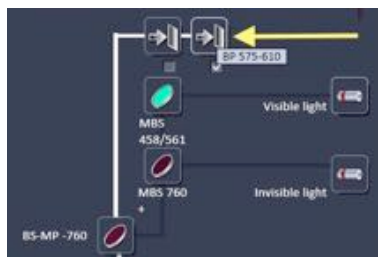 BP 575-610
MBS
458/561
Visible light
MBS 760
Invisible light
+
BS-MP -760